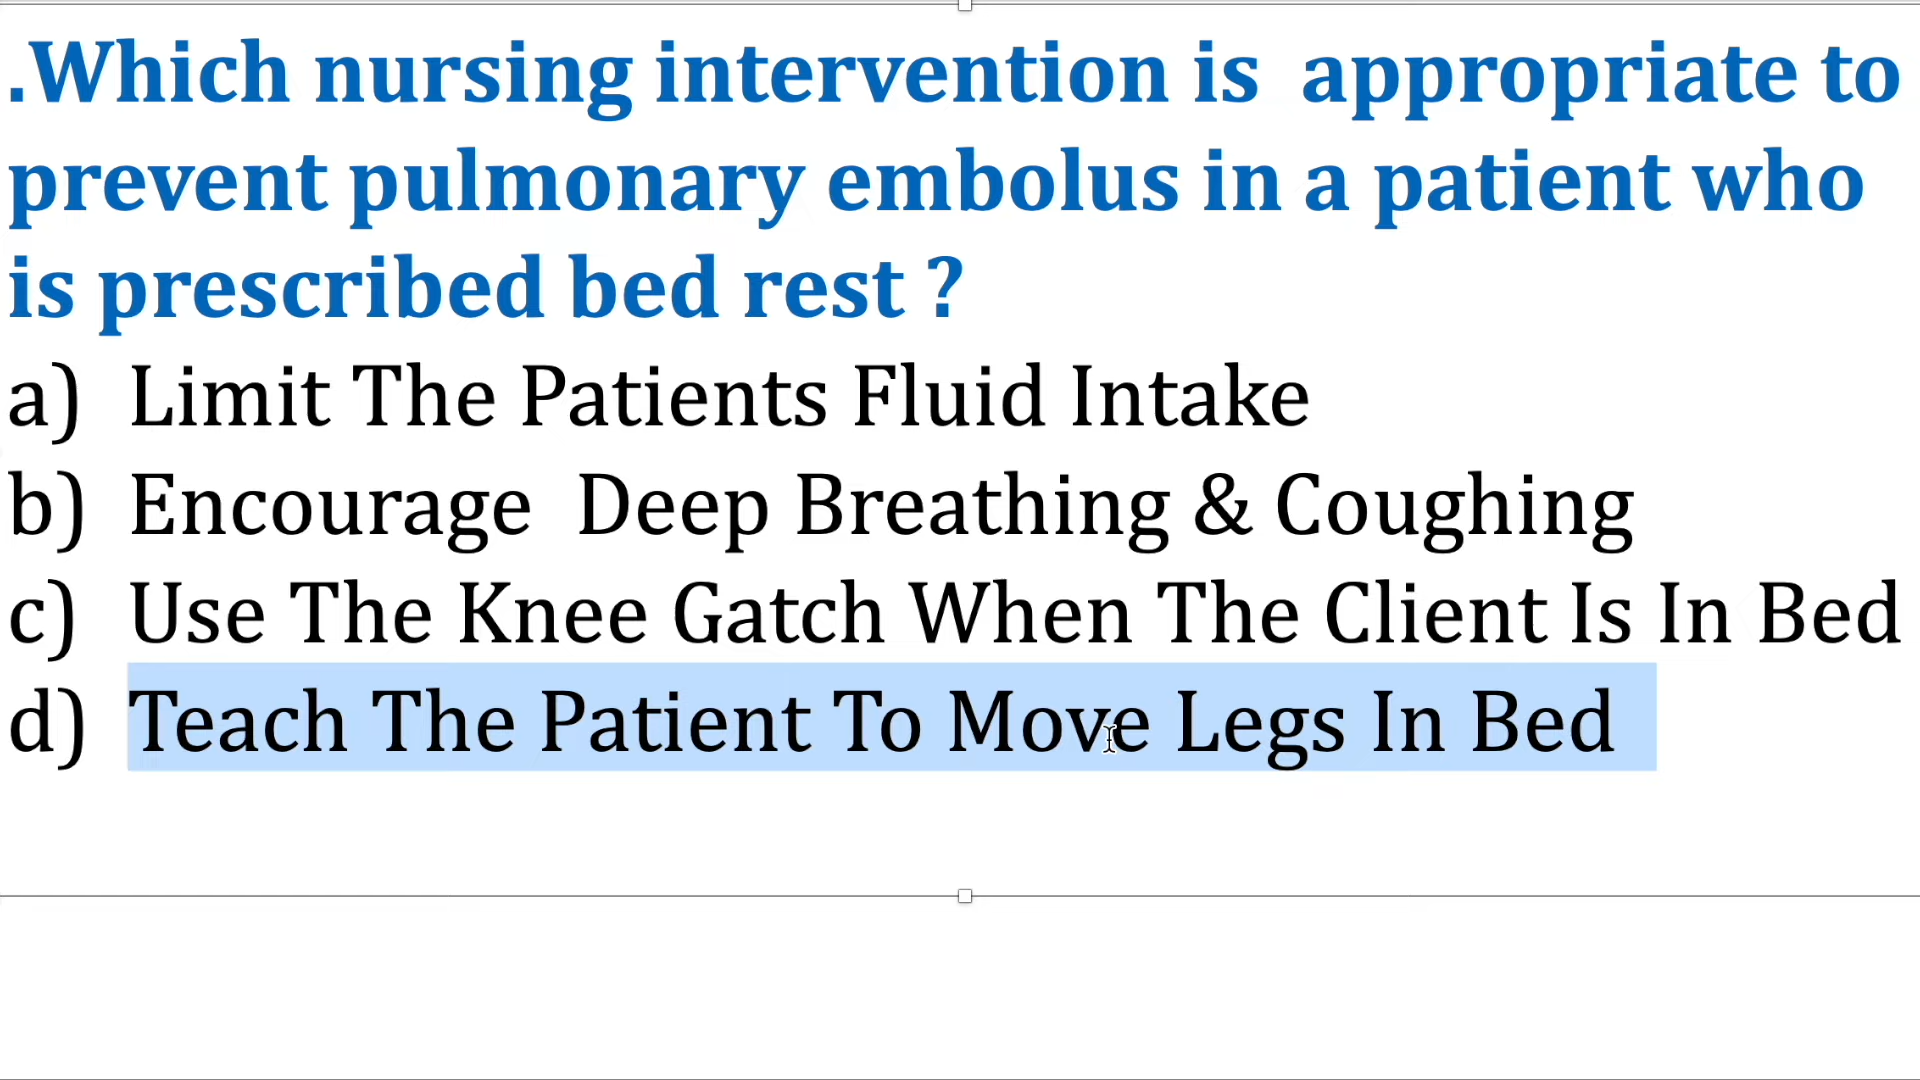 .Which nursing intervention is  appropriate to
prevent pulmonary embolus in a patient who
is prescribed bed rest ?
a) Limit The Patients Fluid Intake
b) Encourage  Deep Breathing & Coughing
c) Use The Knee Gatch When The Client Is In Bed
d) Teach The Patient To Move Legs In Bed